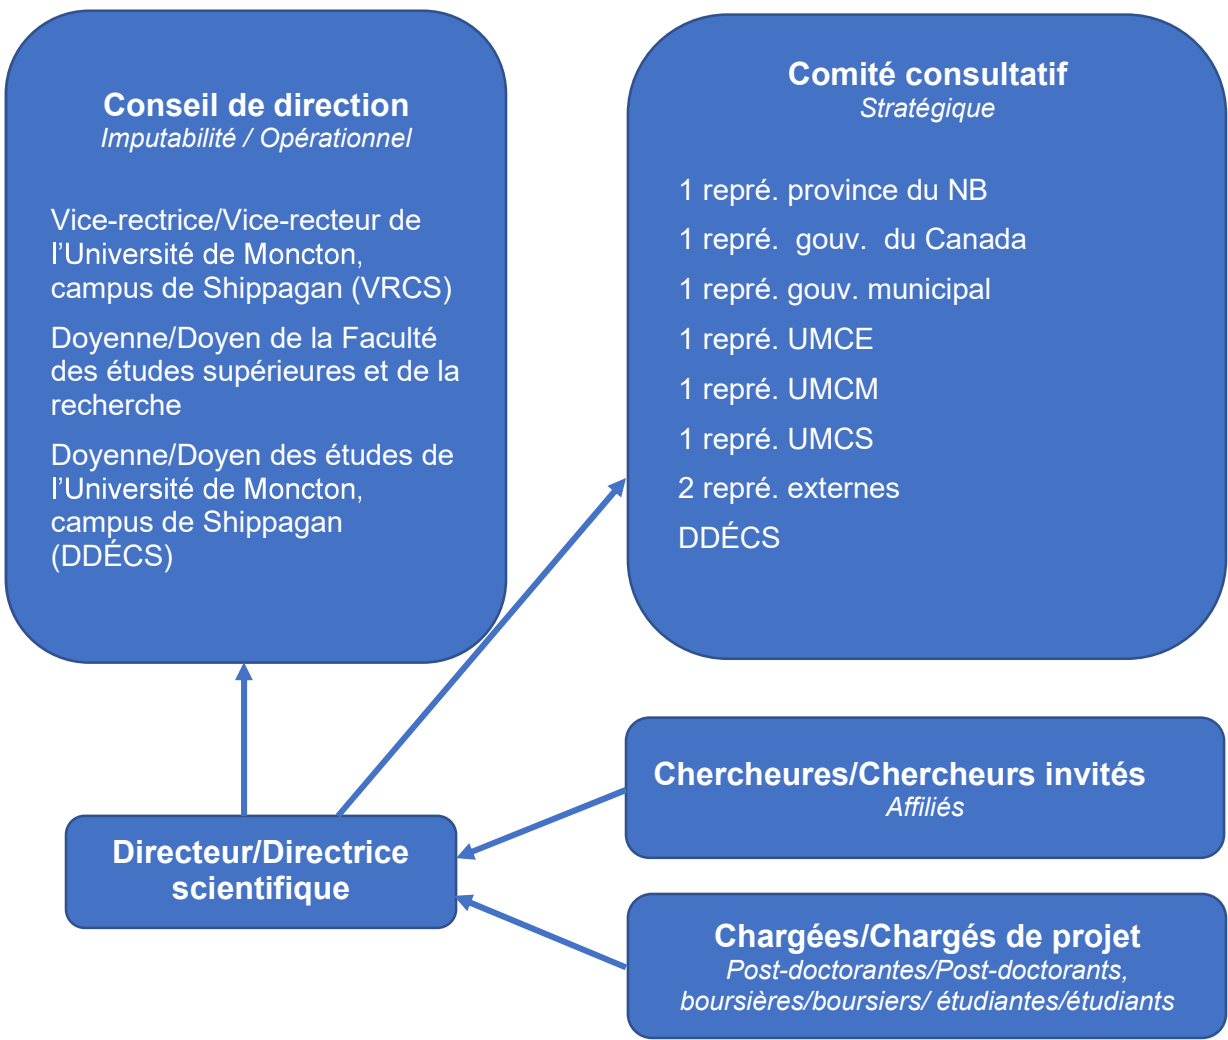 Conseil de direction
Imputabilité / Opérationnel
Vice-rectrice/Vice-recteur de
l’Université de Moncton,
campus de Shippagan (VRCS)
Doyenne/Doyen de la Faculté
des études supérieures et de la
recherche
Doyenne/Doyen des études de
l’Université de Moncton,
campus de Shippagan
(DDÉCS)
Comité consultatif
Stratégique
1 repré. province du NB
1 repré.  gouv.  du Canada
1 repré. gouv. municipal
1 repré. UMCE
1 repré. UMCM
1 repré. UMCS
2 repré. externes
DDÉCS
Directeur/Directrice
scientifique
Chercheures/Chercheurs invités
Affiliés
Chargées/Chargés de projet
Post-doctorantes/Post-doctorants,
boursières/boursiers/ étudiantes/étudiants